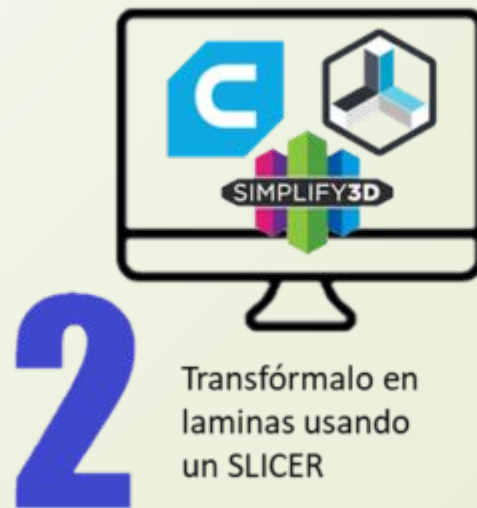 C
SIMPLIFY3D
2
Transfórmalo en
laminas usando
un SLICER